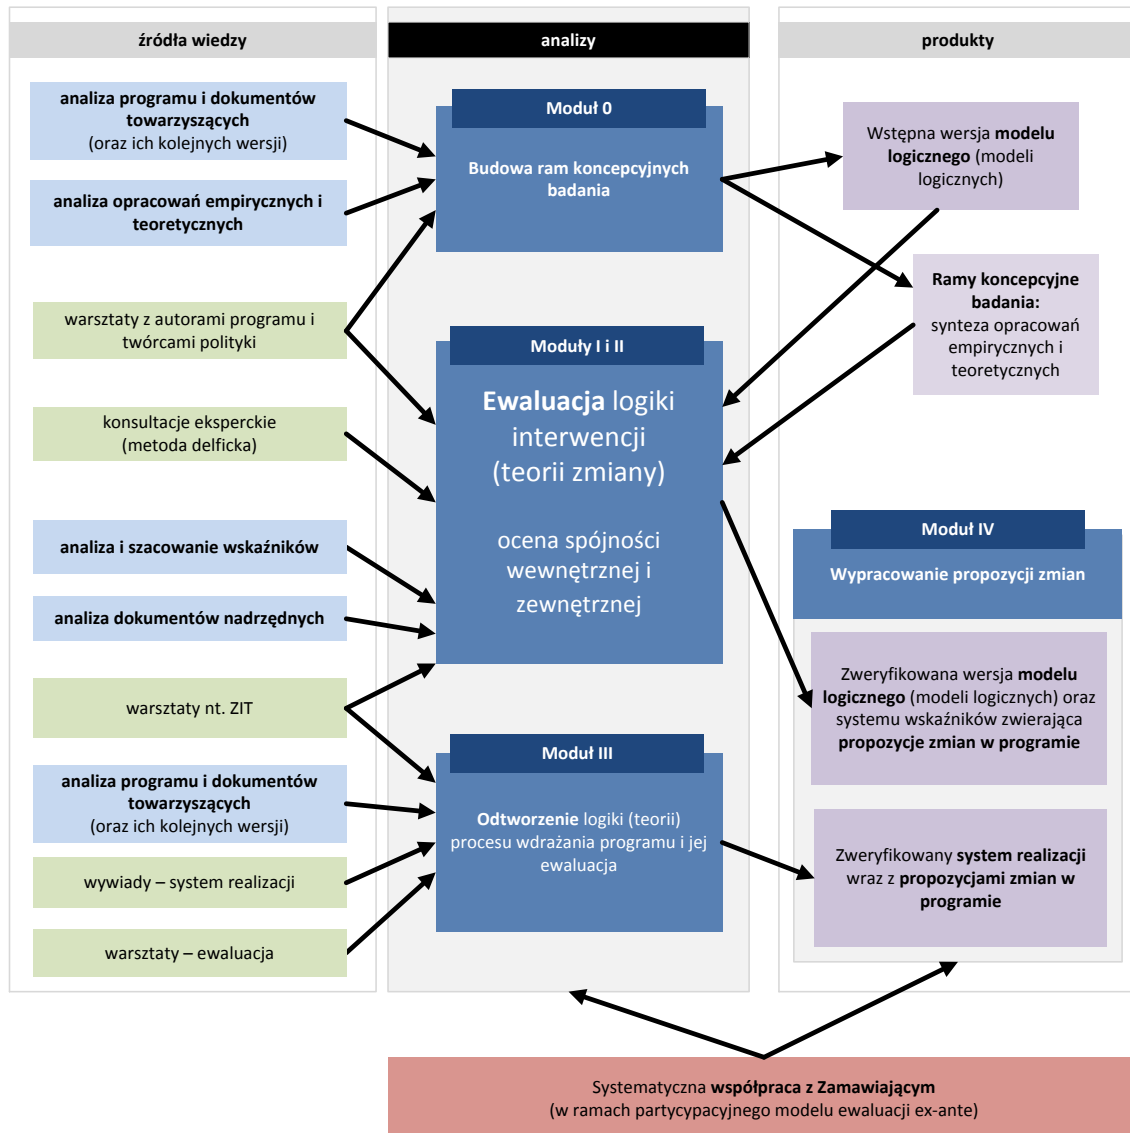 źródła wiedzy
analiza programu i dokumentów
towarzyszących
(oraz ich kolejnych wersji)
analiza opracowań empirycznych i
teoretycznych
warsztaty z autorami programu i
twórcami polityki
konsultacje eksperckie
(metoda delficka)
analiza i szacowanie wskaźników
analiza dokumentów nadrzędnych
warsztaty nt. ZIT
analiza programu i dokumentów
towarzyszących
(oraz ich kolejnych wersji)
wywiady – system realizacji
warsztaty – ewaluacja
analizy
Moduł 0
Budowa ram koncepcyjnych
badania
Moduły I i II
Ewaluacja logiki
interwencji
(teorii zmiany)
ocena spójności
wewnętrznej i
zewnętrznej
Moduł III
Odtworzenie logiki (teorii)
procesu wdrażania programu i jej
ewaluacja
produkty
Wstępna wersja modelu
logicznego (modeli
logicznych)
Ramy koncepcyjne
badania:
synteza opracowań
empirycznych i
teoretycznych
Moduł IV
Wypracowanie propozycji zmian
Zweryfikowana wersja modelu
logicznego (modeli logicznych) oraz
systemu wskaźników zwierająca
propozycje zmian w programie
Zweryfikowany system realizacji
wraz z propozycjami zmian w
programie
Systematyczna współpraca z Zamawiającym
(w ramach partycypacyjnego modelu ewaluacji ex-ante)